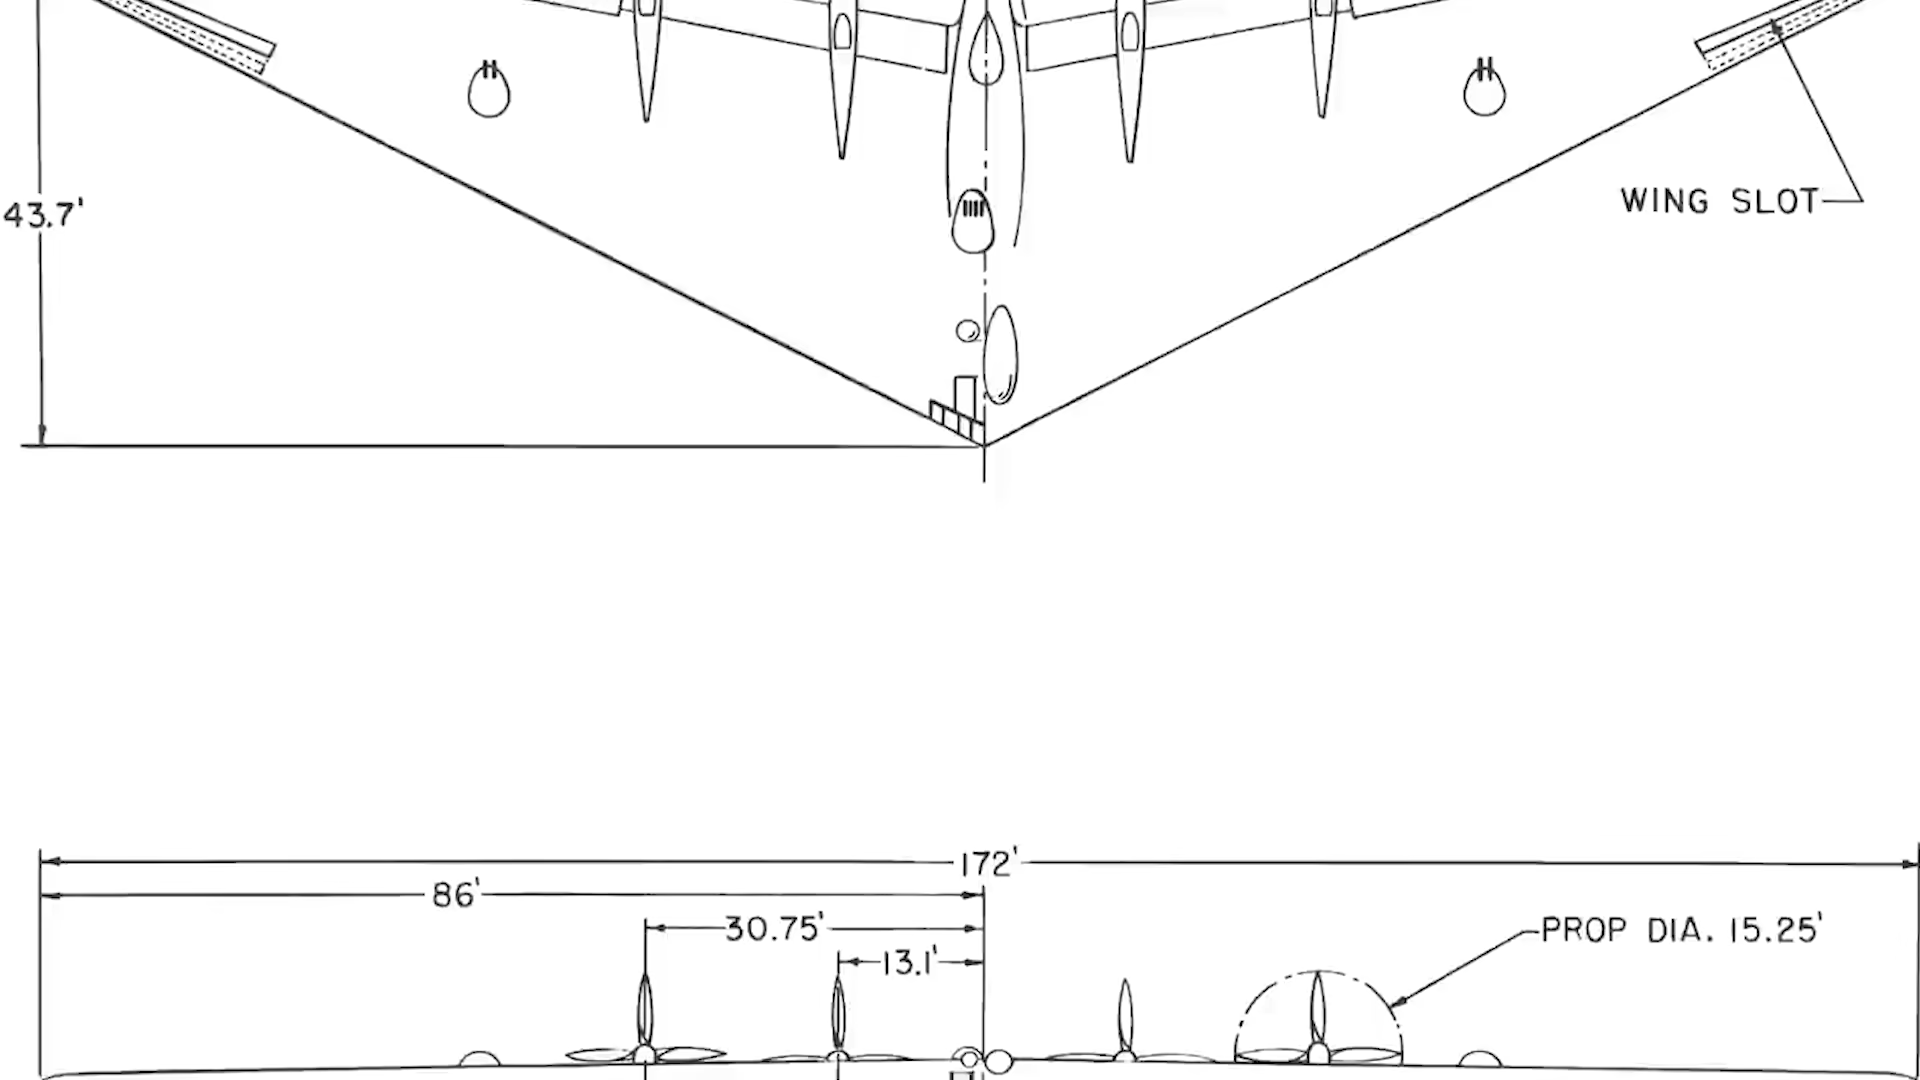 43.7'
WING SLOT
172'
86'
30.75'
PROP DIA. 15.25'
13.1'